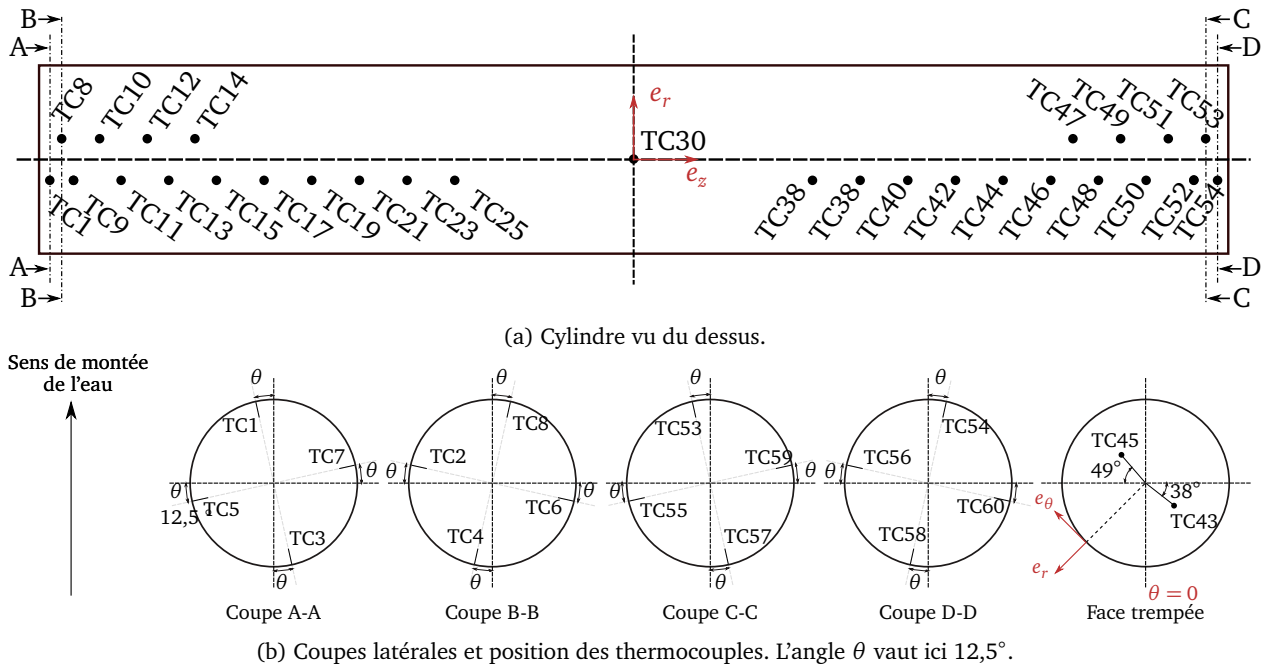 B
C
A
D
TC8
TC10
TC12
TC14
e_r
TC30
e_z
TC47
TC49
TC51
TC53
TC1
TC9
TC11
TC13
TC15
TC17
TC19
TC21
TC23
TC25
TC38
TC38
TC40
TC42
TC44
TC46
TC48
TC50
TC52
TC54
A
D
B
C
(a) Cylindre vu du dessus.
Sens de montée
de l'eau
θ
TC1
TC7
θ
θ
12,5°
TC5
TC3
θ
Coupe A-A
θ
TC8
θ
TC2
TC6
θ
TC4
θ
Coupe B-B
θ
TC53
TC59
θ
θ
TC55
TC57
θ
Coupe C-C
θ
TC54
θ
TC56
TC60
TC58
θ
Coupe D-D
TC45
49°
38°
TC43
e_θ
e_r
θ = 0
Face trempée
(b) Coupes latérales et position des thermocouples. L'angle θ vaut ici 12,5°.